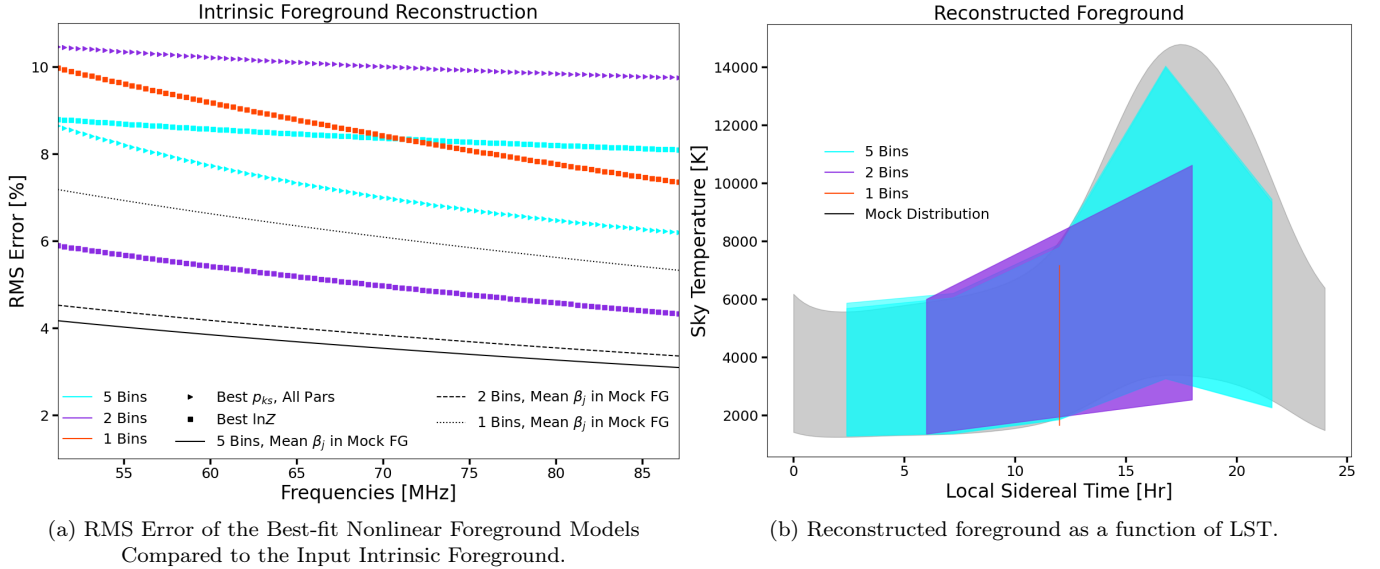 Intrinsic Foreground Reconstruction
RMS Error [%]
10
8
6
4
2
5 Bins
2 Bins
1 Bins
Best pₖₛ, All Pars
Best lnZ
5 Bins, Mean βⱼ in Mock FG
2 Bins, Mean βⱼ in Mock FG
1 Bins, Mean βⱼ in Mock FG
55 60 65 70 75 80 85
Frequencies [MHz]
(a) RMS Error of the Best-fit Nonlinear Foreground Models
Compared to the Input Intrinsic Foreground.
Reconstructed Foreground
Sky Temperature [K]
14000
12000
10000
8000
6000
4000
2000
5 Bins
2 Bins
1 Bins
Mock Distribution
0 5 10 15 20 25
Local Sidereal Time [Hr]
(b) Reconstructed foreground as a function of LST.